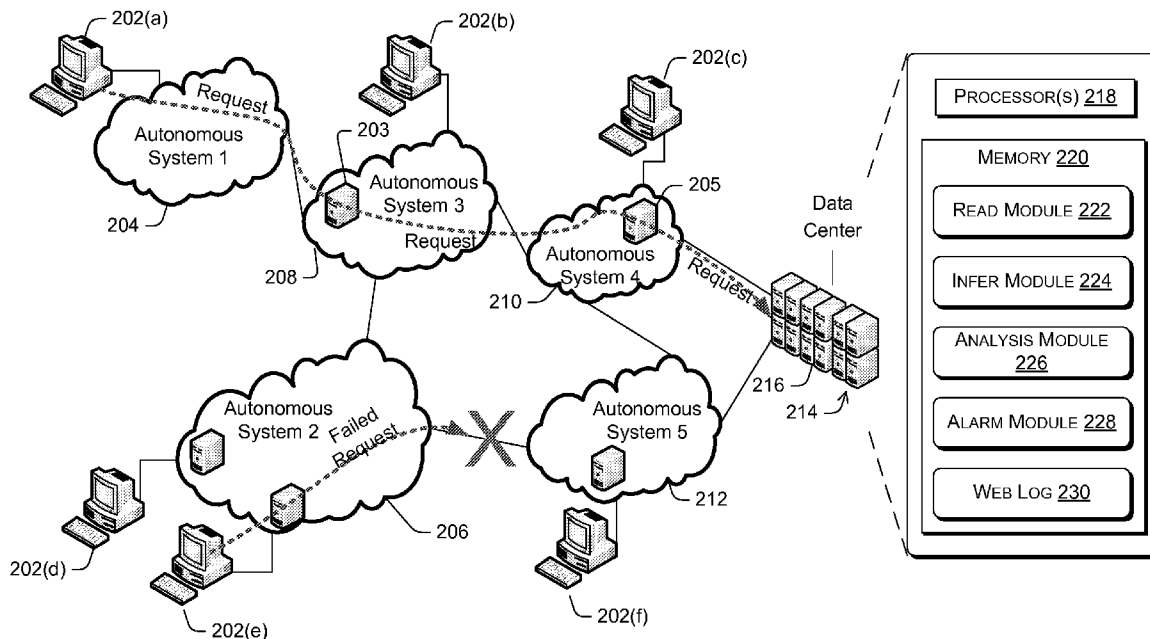 202(a)
202(b)
202(c)
Request
Autonomous
System 1
203
204
Autonomous
System 3
Request
208
205
Autonomous
System 4
210
Request
Data
Center
216
214
Autonomous
System 2
Failed
Request
X
206
Autonomous
System 5
212
202(d)
202(e)
202(f)
PROCESSOR(S) 218
MEMORY 220
READ MODULE 222
INFER MODULE 224
ANALYSIS MODULE
226
ALARM MODULE 228
WEB LOG 230